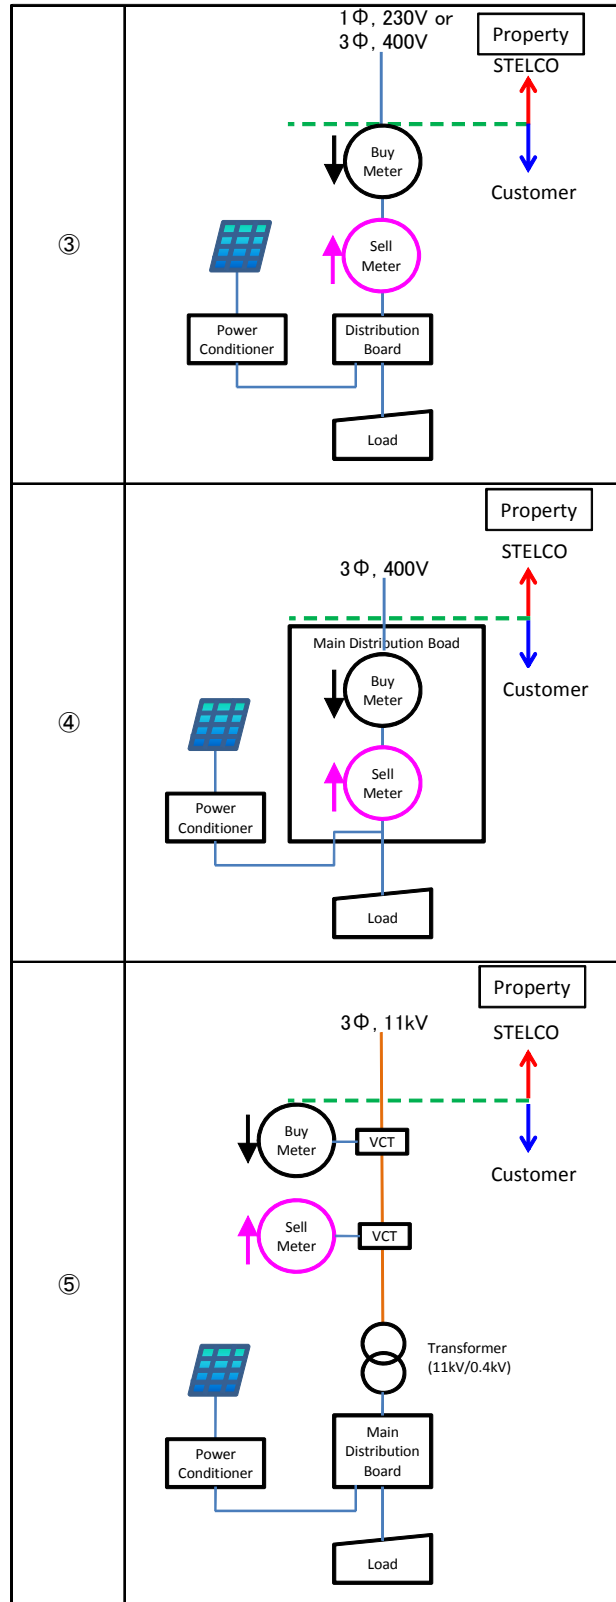 ③
1Φ, 230V or
3Φ, 400V
Property
STELCO
Customer
Buy
Meter
Sell
Meter
Power
Conditioner
Distribution
Board
Load
④
Property
STELCO
3Φ, 400V
Main Distribution Boad
Customer
Buy
Meter
Sell
Meter
Power
Conditioner
Load
⑤
Property
STELCO
3Φ, 11kV
Customer
Buy
Meter
VCT
Sell
Meter
VCT
Transformer
(11kV/0.4kV)
Power
Conditioner
Main
Distribution
Board
Load